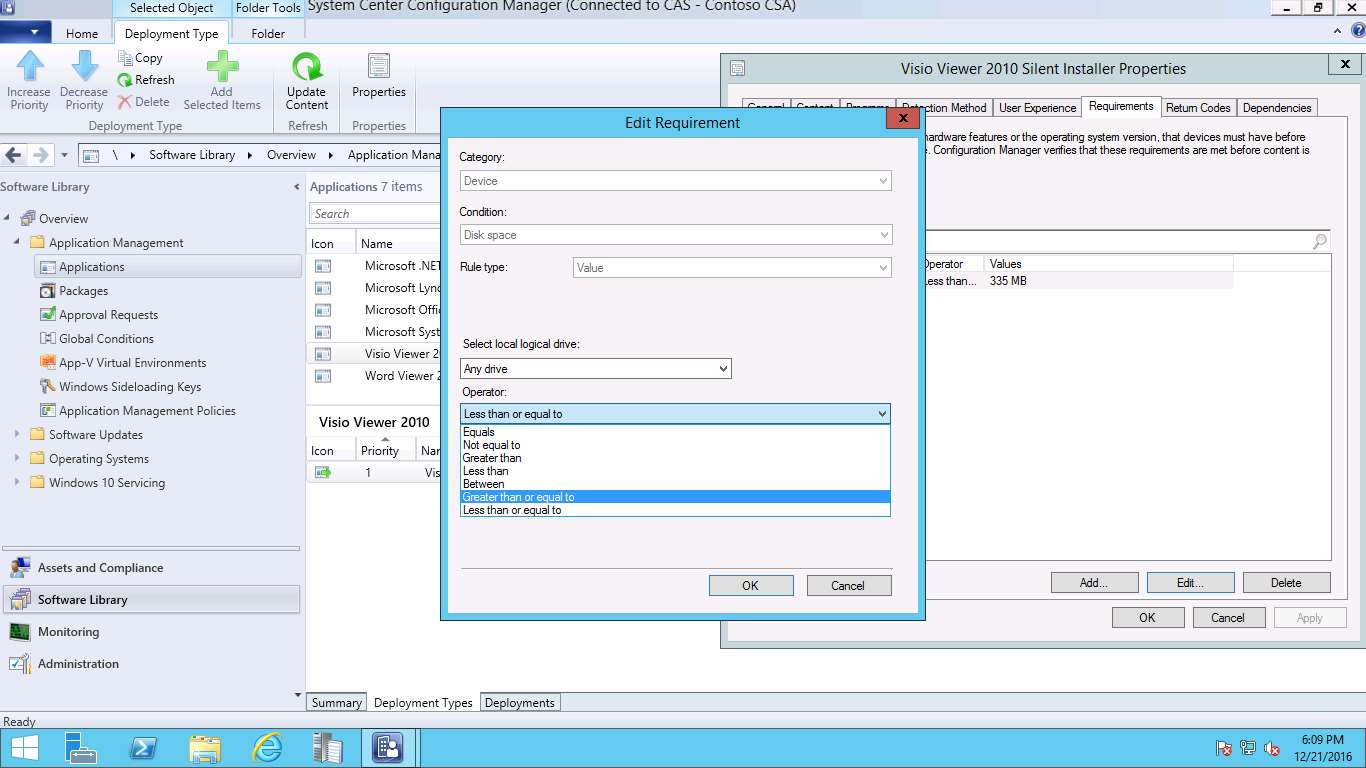 Selected Object
Folder Tools
System Center Configuration Manager (Connected to CAS - Contoso CSA)
Home
Deployment Type
Folder
Increase Priority
Decrease Priority
Copy
Refresh
Delete
Add Selected Items
Update Content
Properties
Deployment Type
Refresh
Properties
\ Software Library Overview Application Mana
Software Library
Overview
Application Management
Applications
Packages
Approval Requests
Global Conditions
App-V Virtual Environments
Windows Sideloading Keys
Application Management Policies
Software Updates
Operating Systems
Windows 10 Servicing
Assets and Compliance
Software Library
Monitoring
Administration
Applications 7 items
Search
Icon Name
Microsoft .NE
Microsoft Lync
Microsoft Offi
Microsoft Syst
Visio Viewer 2
Word Viewer 2
Visio Viewer 2010
Icon Priority Na
1 Vis
Summary Deployment Types Deployments
Visio Viewer 2010 Silent Installer Properties
General Content Programs Detection Method User Experience Requirements Return Codes Dependencies
hardware features or the operating system version, that devices must have before
. Configuration Manager verifies that these requirements are met before content is
Operator Values
Less than... 335 MB
Add... Edit... Delete
OK Cancel Apply
Edit Requirement
Category:
Device
Condition:
Disk space
Rule type: Value
Select local logical drive:
Any drive
Operator:
Less than or equal to
Equals
Not equal to
Greater than
Less than
Between
Greater than or equal to
Less than or equal to
OK Cancel
Ready
6:09 PM
12/21/2016